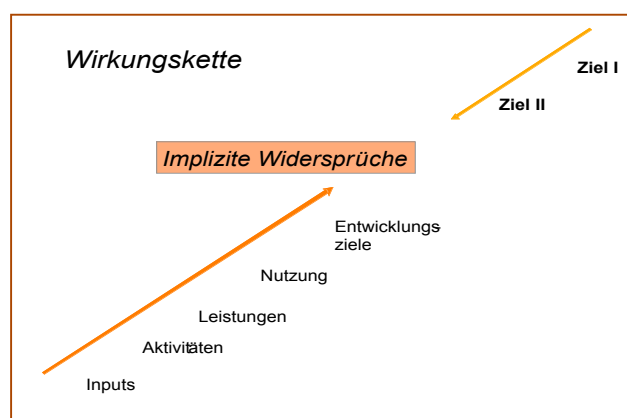 Wirkungskette
Ziel I
Ziel II
Implizite Widersprüche
Entwicklungs-
ziele
Nutzung
Leistungen
Aktivitäten
Inputs